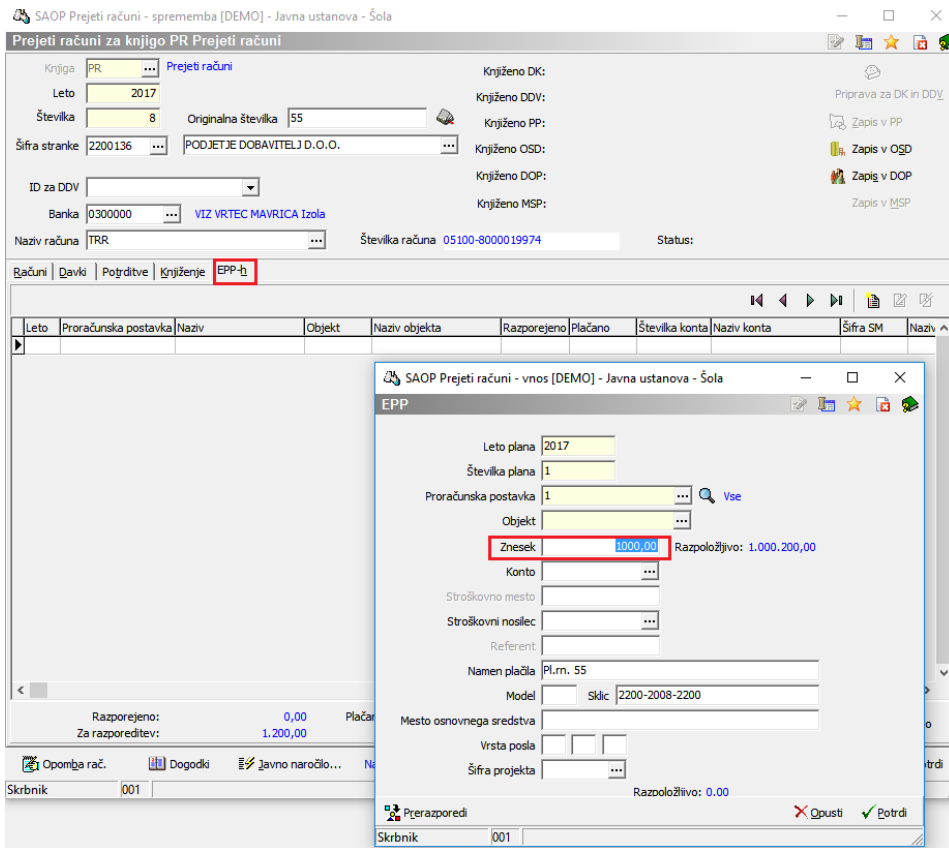 SAOP Prejeti računi - sprememba [DEMO] - Javna ustanova - Šola
Prejeti računi za knjigo PR Prejeti računi
Knjiga PR ... Prejeti računi
Knjiženo DK:
Leto 2017
Knjiženo DDV:
Priprava za DK in DDV
Številka 8 Originalna številka 55
Knjiženo PP:
Zapis v PP
Šifra stranke 2200136 ... PODJETJE DOBAVITELJ D.O.O. ...
Knjiženo OSD:
Zapis v OSD
ID za DDV
Knjiženo DOP:
Zapis v DOP
Banka 0300000 ... VIZ VRTEC MAVRICA Izola
Knjiženo MSP:
Zapis v MSP
Naziv računa TRR ... Številka računa 05100-8000019974 Status:
Računi Davki Potrditve Knjiženje EPP-h
Leto Proračunska postavka Naziv Objekt Naziv objekta Razporejeno Plačano Številka konta Naziv konta Šifra SM Naziv
SAOP Prejeti računi - vnos [DEMO] - Javna ustanova - Šola
EPP
Leto plana 2017
Številka plana 1
Proračunska postavka 1 ... Vse
Objekt ...
Znesek 1000,00 Razpoložljivo: 1.000.200,00
Konto ...
Stroškovno mesto
Stroškovni nosilec ...
Referent
Namen plačila Pl.rn. 55
Model Sklic 2200-2008-2200
Mesto osnovnega sredstva
Vrsta posla
Šifra projekta ...
Razpoložljivo: 0.00
Prerazporedi Opusti Potrdi
Skrbnik 001
Razporejeno: 0,00 Plačan
Za razporeditev: 1.200,00
Opomba rač. Dogodki Javno naročilo... Na
Skrbnik 001